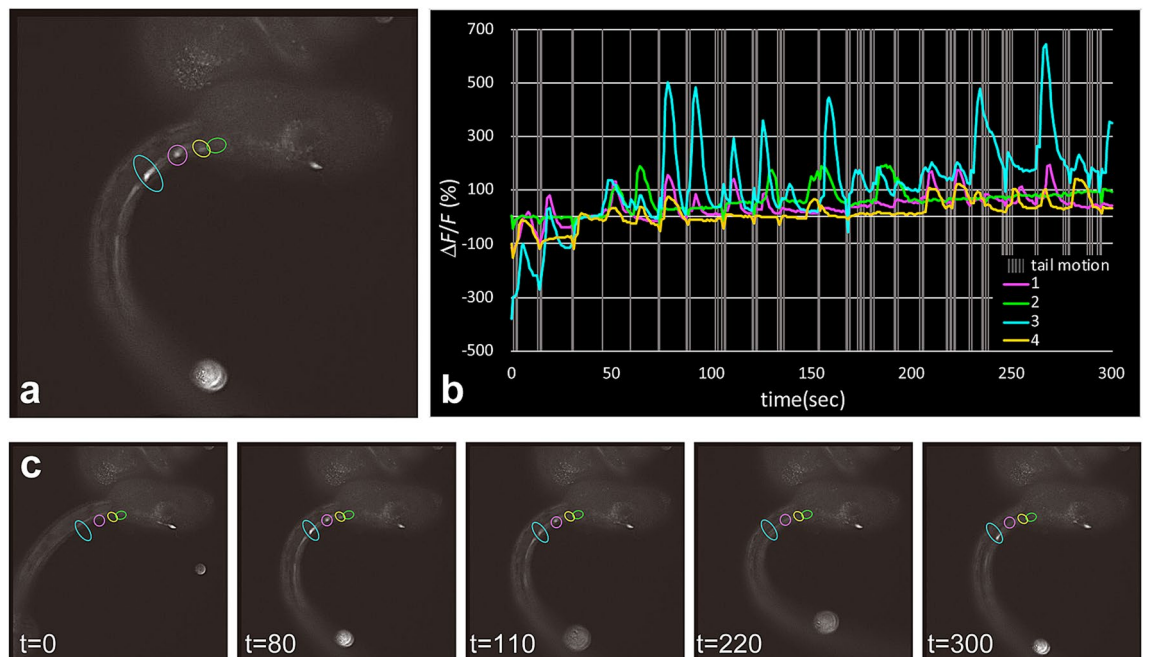 a
700
500
300
100
-100
-300
-500
ΔF/F (%)
tail motion
1
2
3
4
0 50 100 150 200 250 300
time(sec)
b
c
t=0
t=80
t=110
t=220
t=300